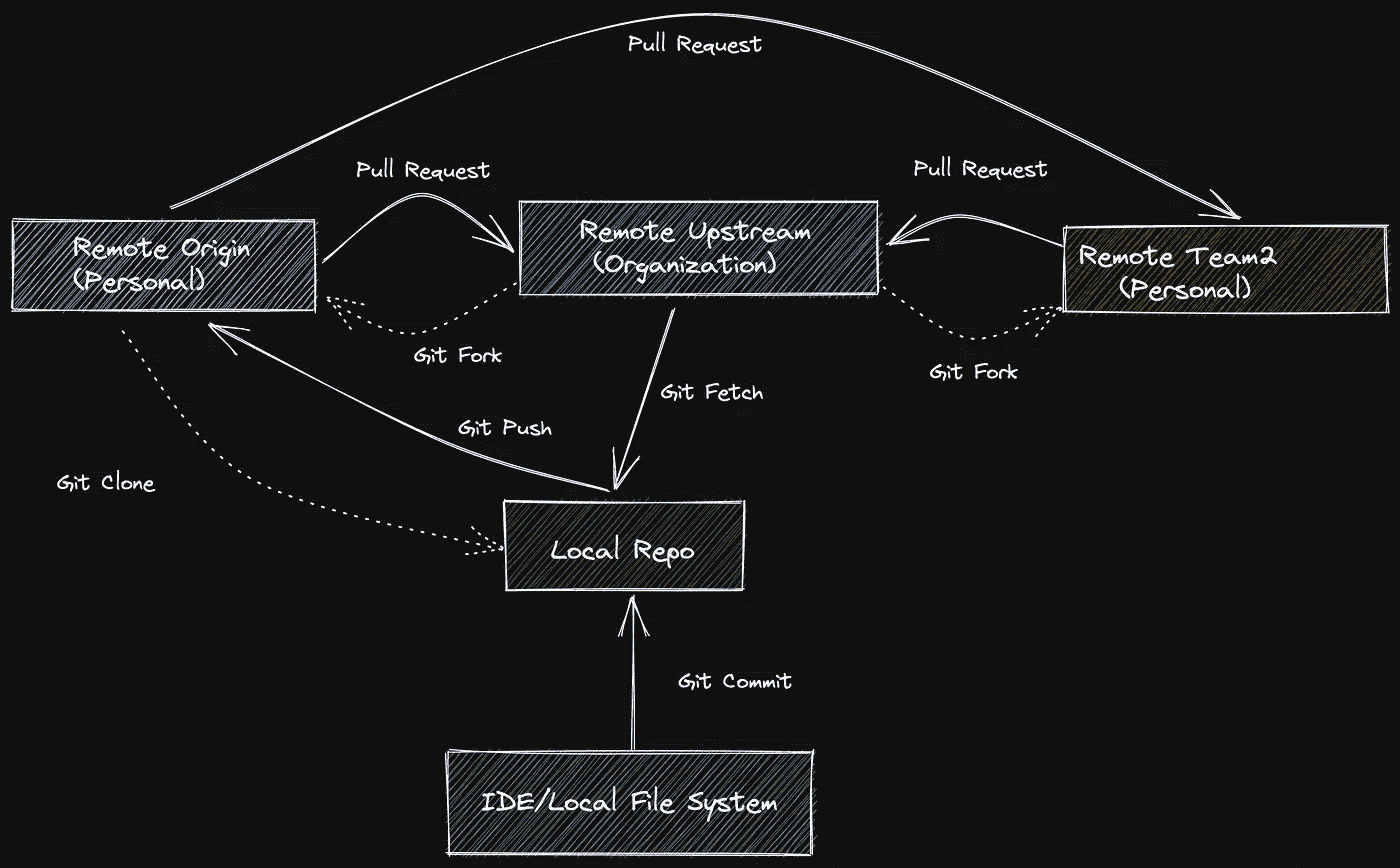 Pull Request
Pull Request
Pull Request
Remote Origin
(Personal)
Remote Upstream
(Organization)
Remote Team2
(Personal)
Git Fork
Git Fork
Git Fetch
Git Push
Git Clone
Local Repo
Git Commit
IDE/Local File System